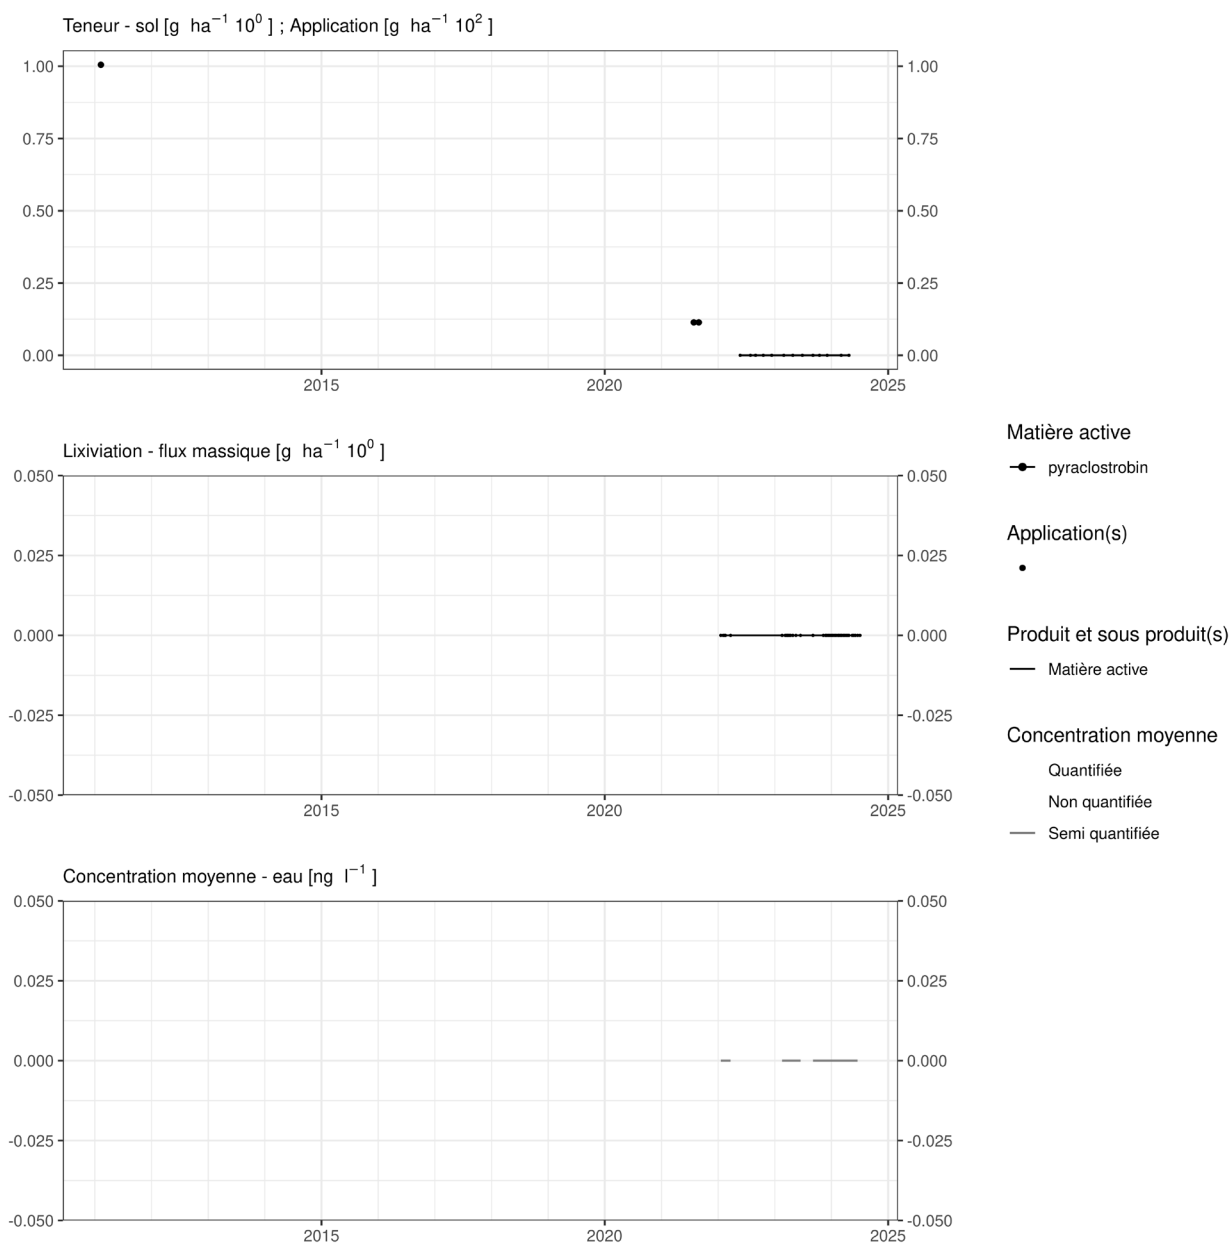 Teneur - sol [g ha−1 100 ] ; Application [g ha−1 102 ]
1.00 1.00
0.75 0.75
0.50 0.50
0.25 0.25
0.00 0.00
2015 2020 2025
Lixiviation - flux massique [g ha−1 100 ]
0.050 0.050
0.025 0.025
0.000 0.000
-0.025 -0.025
-0.050 -0.050
2015 2020 2025
Concentration moyenne - eau [ng l−1 ]
0.050 0.050
0.025 0.025
0.000 0.000
-0.025 -0.025
-0.050 -0.050
2015 2020 2025
Matière active
pyraclostrobin
Application(s)
Produit et sous produit(s)
Matière active
Concentration moyenne
Quantifiée
Non quantifiée
Semi quantifiée